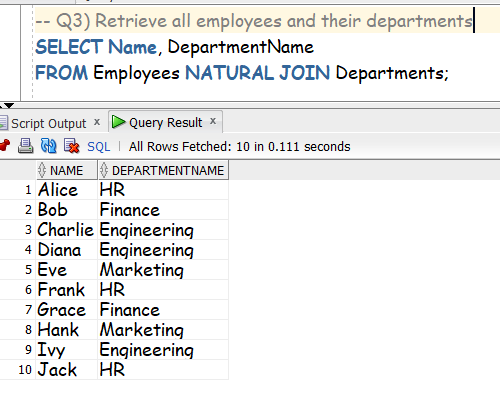 -- Q3) Retrieve all employees and their departments
SELECT Name, DepartmentName
FROM Employees NATURAL JOIN Departments;
Script Output x Query Result x
SQL | All Rows Fetched: 10 in 0.111 seconds
NAME DEPARTMENTNAME
1 Alice HR
2 Bob Finance
3 Charlie Engineering
4 Diana Engineering
5 Eve Marketing
6 Frank HR
7 Grace Finance
8 Hank Marketing
9 Ivy Engineering
10 Jack HR